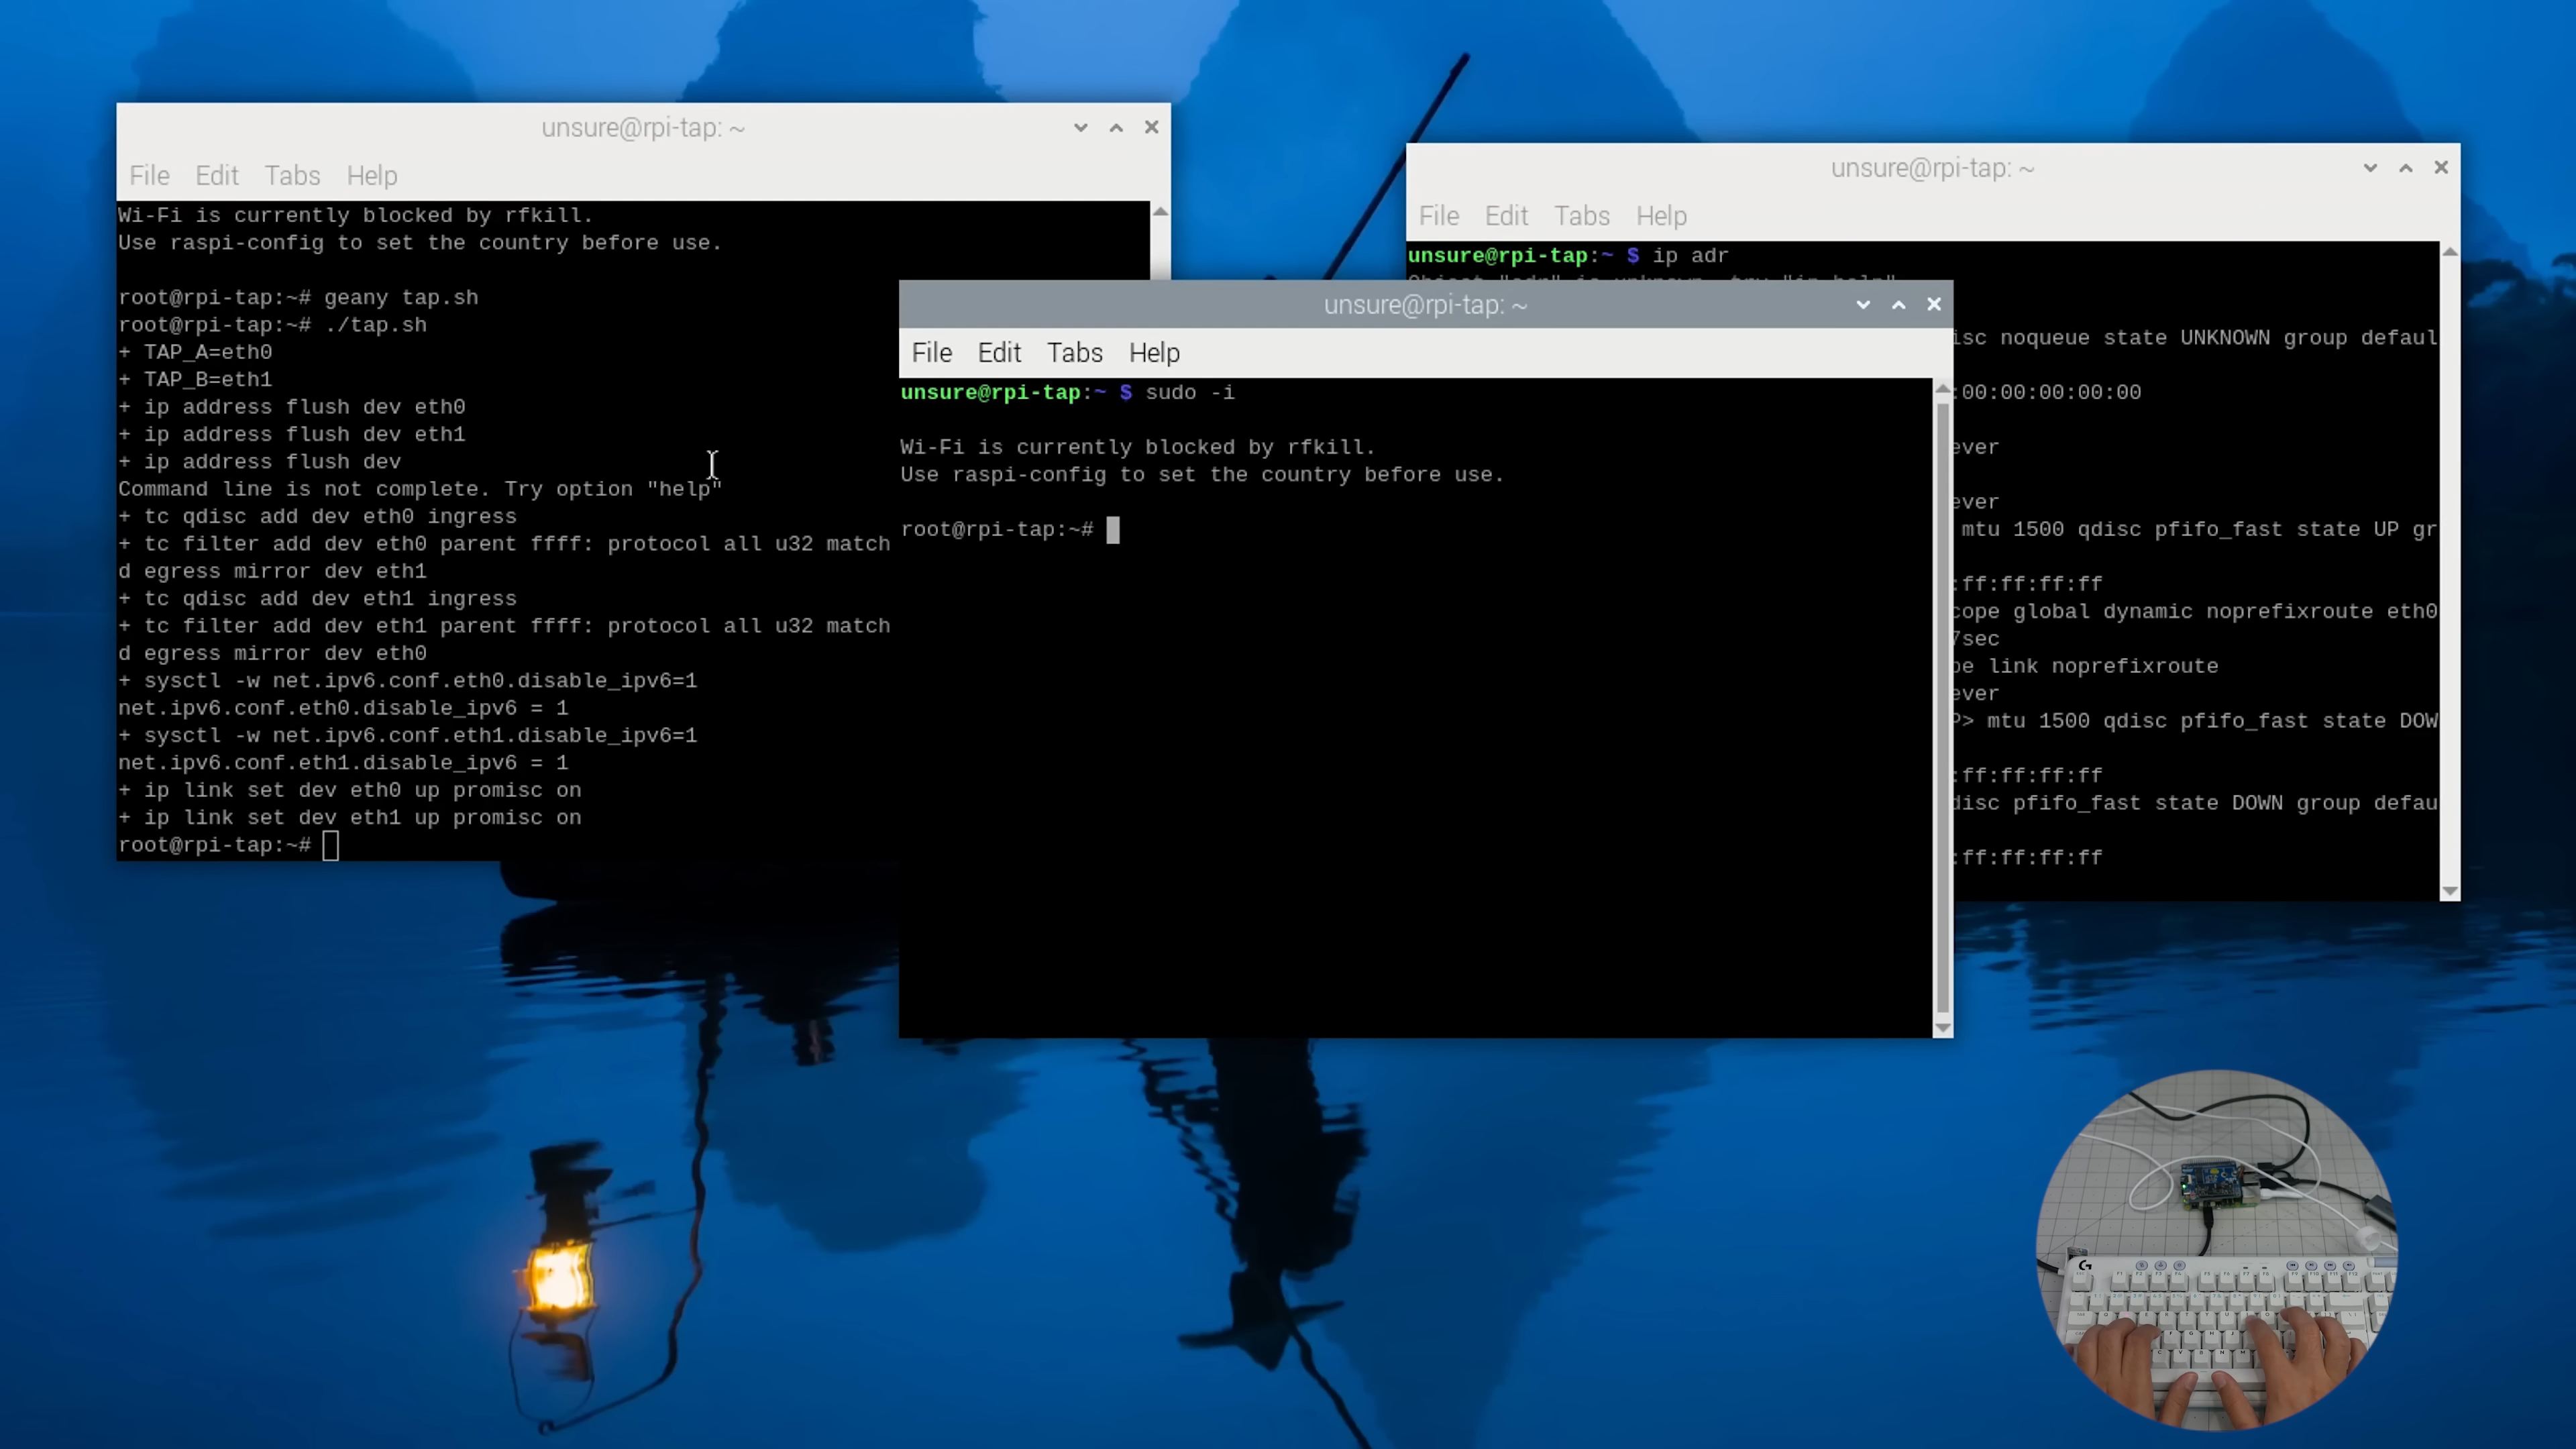 unsure@rpi-tap: ~
File Edit Tabs Help
Wi-Fi is currently blocked by rfkill.
Use raspi-config to set the country before use.
root@rpi-tap:~# geany tap.sh
root@rpi-tap:~# ./tap.sh
+ TAP_A=eth0
+ TAP_B=eth1
+ ip address flush dev eth0
+ ip address flush dev eth1
+ ip address flush dev
Command line is not complete. Try option "help"
+ tc qdisc add dev eth0 ingress
+ tc filter add dev eth0 parent ffff: protocol all u32 match
d egress mirror dev eth1
+ tc qdisc add dev eth1 ingress
+ tc filter add dev eth1 parent ffff: protocol all u32 match
d egress mirror dev eth0
+ sysctl -w net.ipv6.conf.eth0.disable_ipv6=1
net.ipv6.conf.eth0.disable_ipv6 = 1
+ sysctl -w net.ipv6.conf.eth1.disable_ipv6=1
net.ipv6.conf.eth1.disable_ipv6 = 1
+ ip link set dev eth0 up promisc on
+ ip link set dev eth1 up promisc on
root@rpi-tap:~#
unsure@rpi-tap: ~
File Edit Tabs Help
unsure@rpi-tap:~ $ sudo -i
Wi-Fi is currently blocked by rfkill.
Use raspi-config to set the country before use.
root@rpi-tap:~#
unsure@rpi-tap: ~
File Edit Tabs Help
unsure@rpi-tap:~ $ ip adr
isc noqueue state UNKNOWN group defaul
:00:00:00:00:00
ever
ever
mtu 1500 qdisc pfifo_fast state UP gr
:ff:ff:ff:ff
cope global dynamic noprefixroute eth0
7sec
pe link noprefixroute
ever
P> mtu 1500 qdisc pfifo_fast state DOW
:ff:ff:ff:ff
disc pfifo_fast state DOWN group defau
:ff:ff:ff:ff